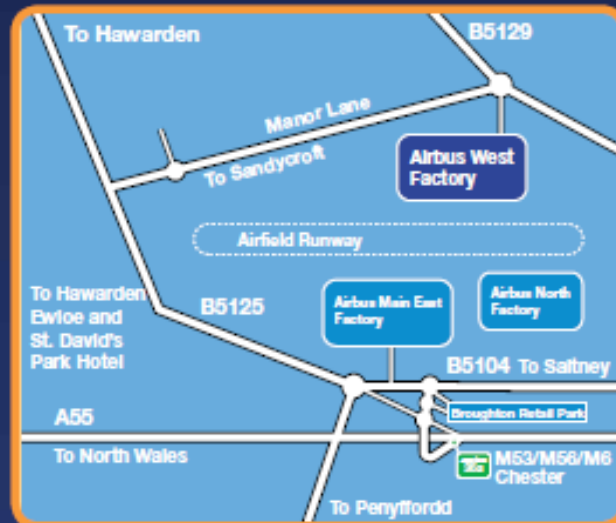 To Hawarden
B5129
Manor Lane
To Sandycroft
Airbus West
Factory
Airfield Runway
To Hawarden
Ewloe and
St. David's
Park Hotel
B5125
Airbus Main East
Factory
Airbus North
Factory
B5104 To Saltney
Broughton Retail Park
A55
To North Wales
M53/M56/M6
Chester
To Penyffordd